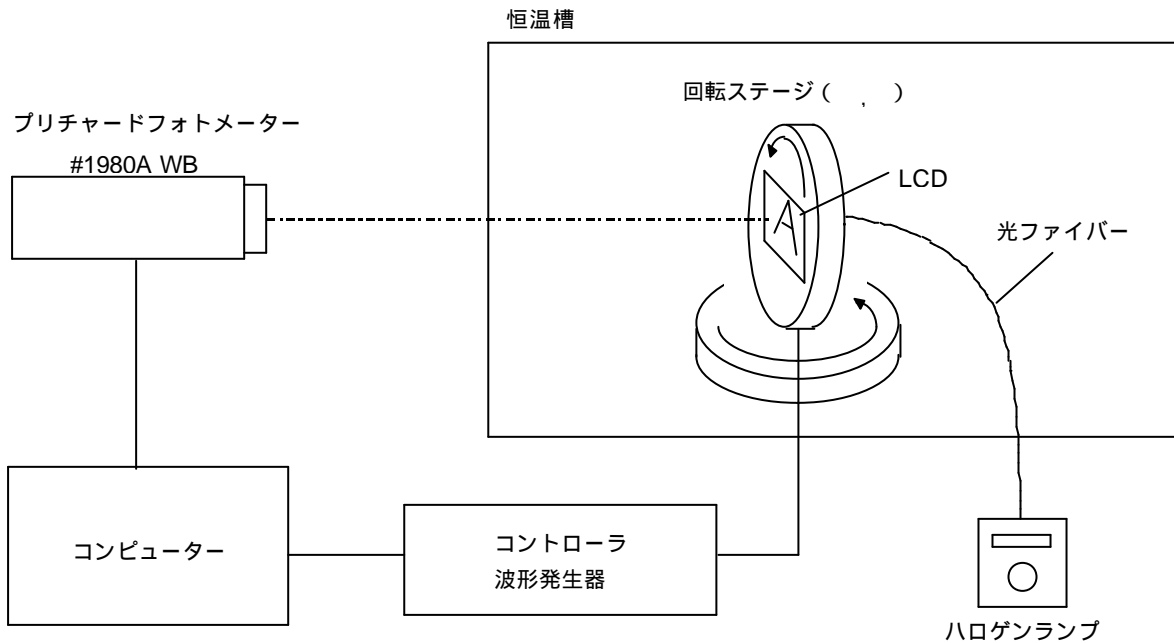 恒温槽
回転ステージ(　,　)
プリチャードフォトメーター
#1980A WB
LCD
A
光ファイバー
コンピューター
コントローラ
波形発生器
ハロゲンランプ